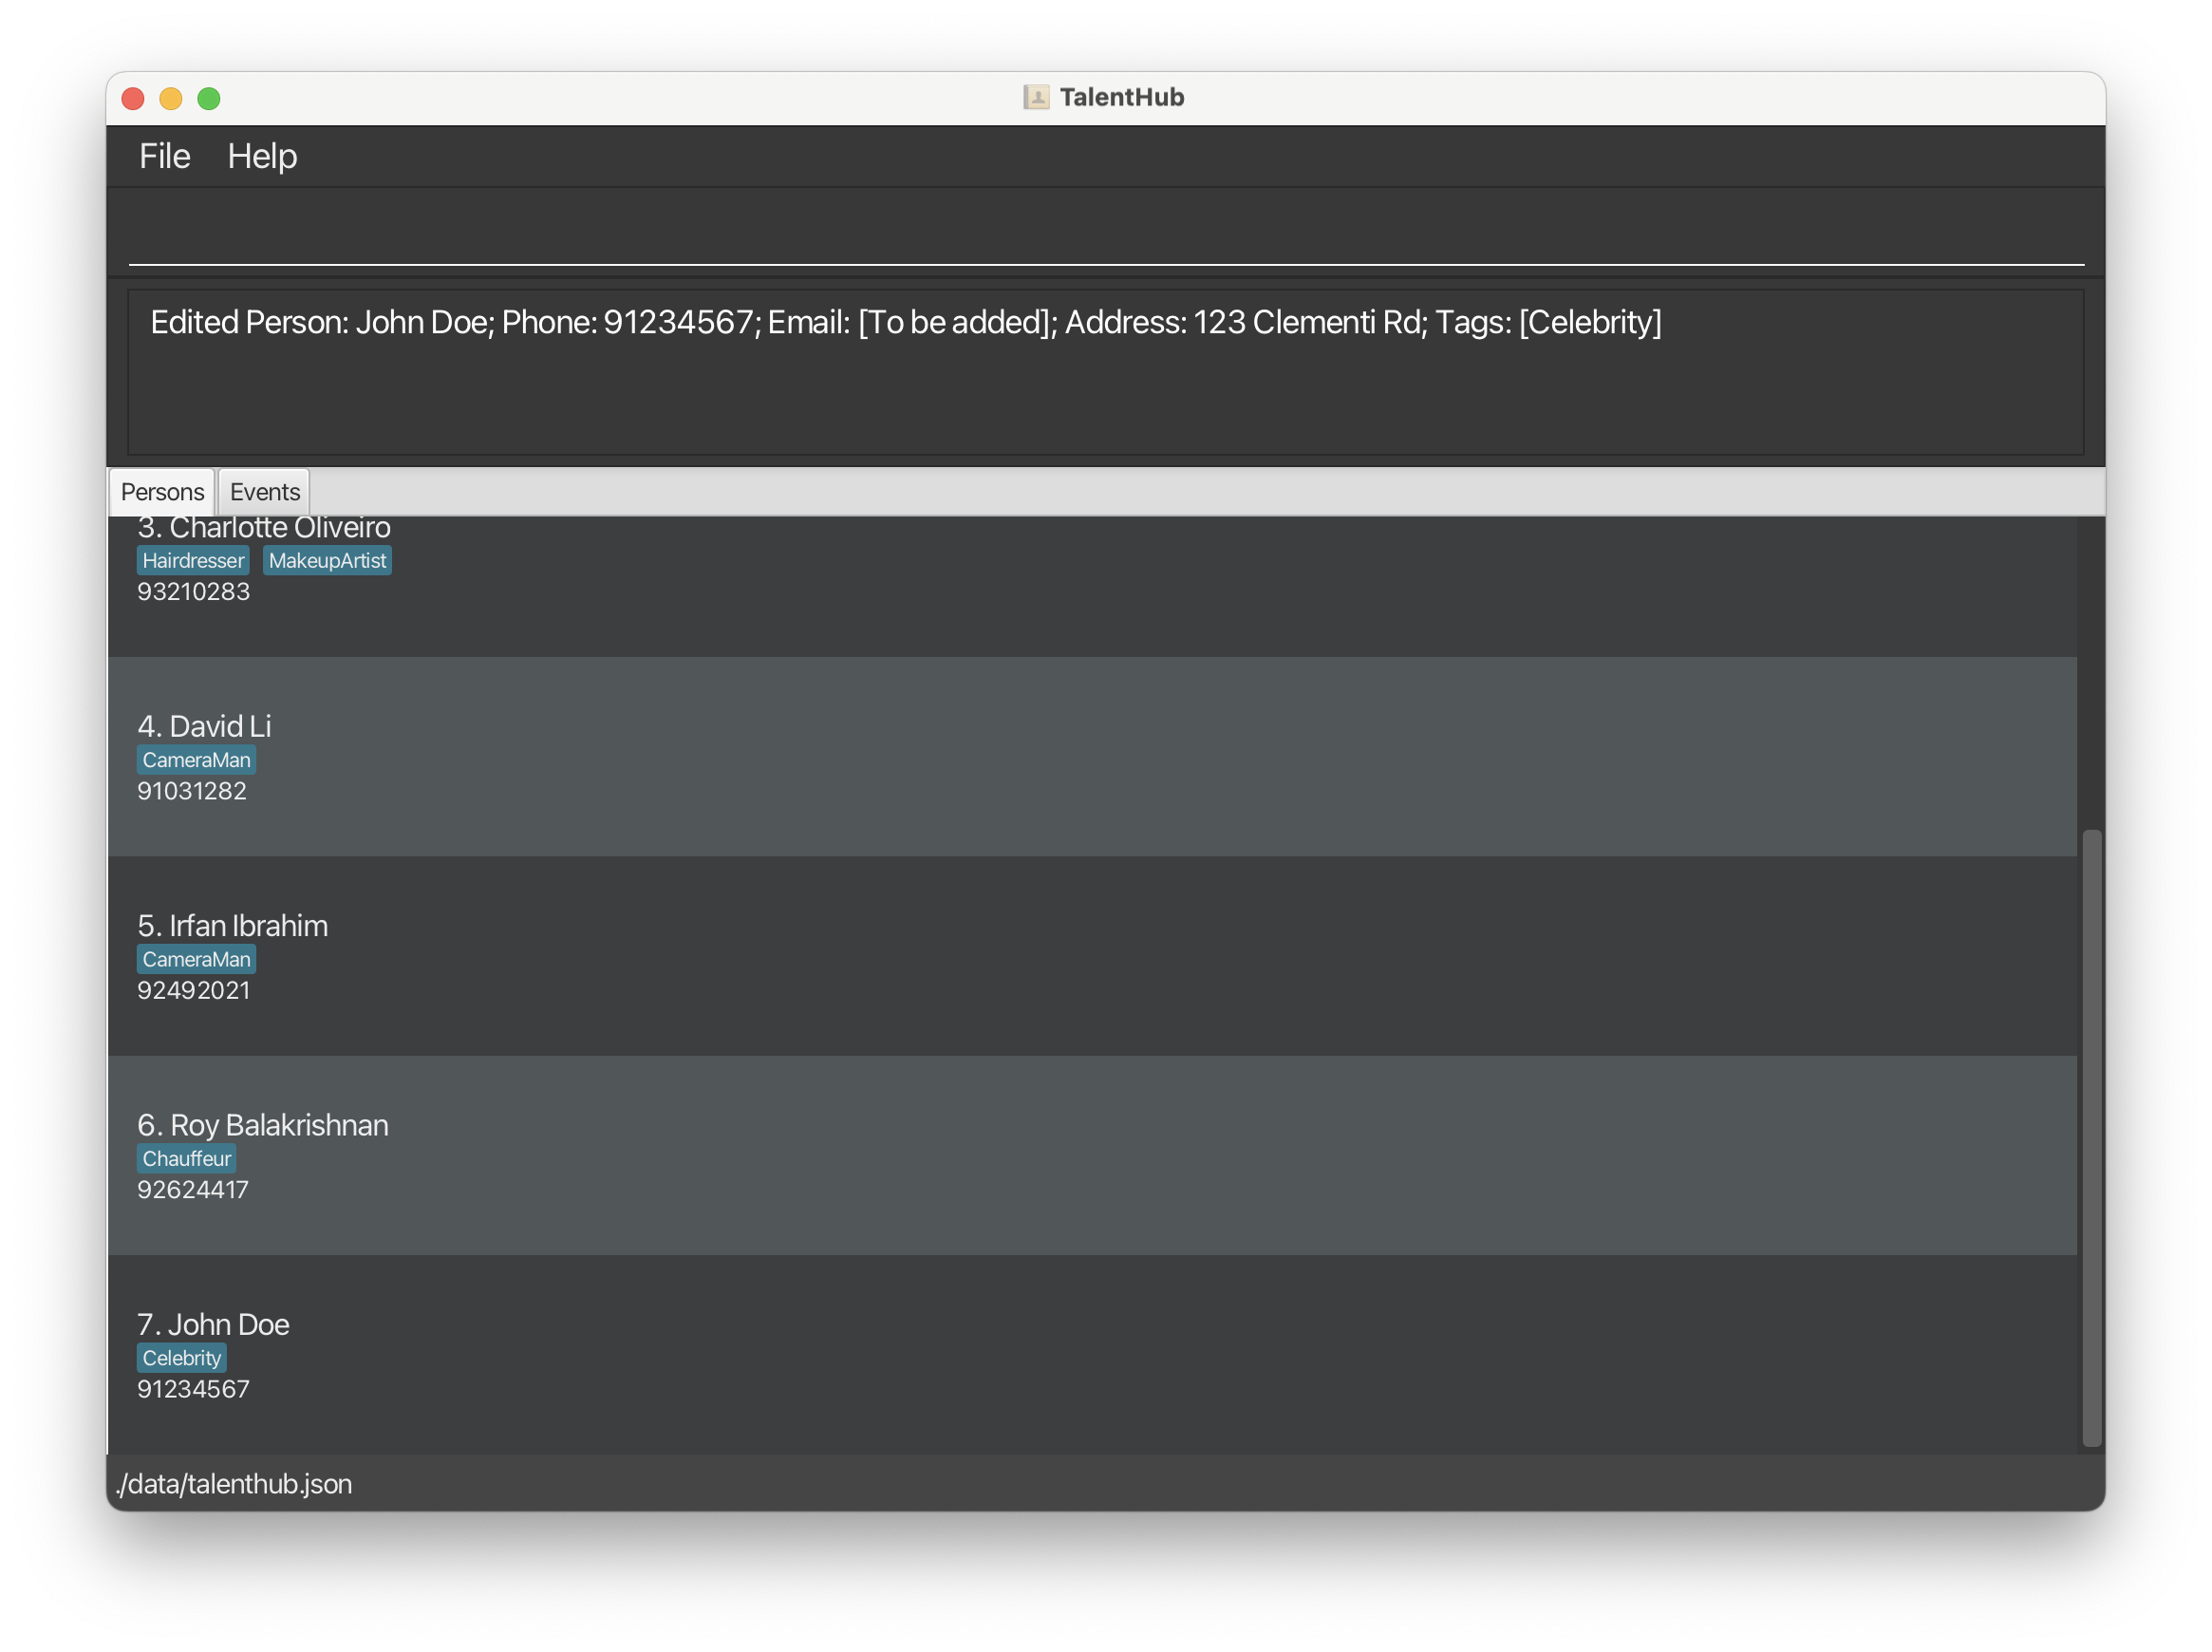 TalentHub
File Help
Edited Person: John Doe; Phone: 91234567; Email: [To be added]; Address: 123 Clementi Rd; Tags: [Celebrity]
Persons Events
3. Charlotte Oliveiro
Hairdresser MakeupArtist
93210283
4. David Li
CameraMan
91031282
5. Irfan Ibrahim
CameraMan
92492021
6. Roy Balakrishnan
Chauffeur
92624417
7. John Doe
Celebrity
91234567
./data/talenthub.json